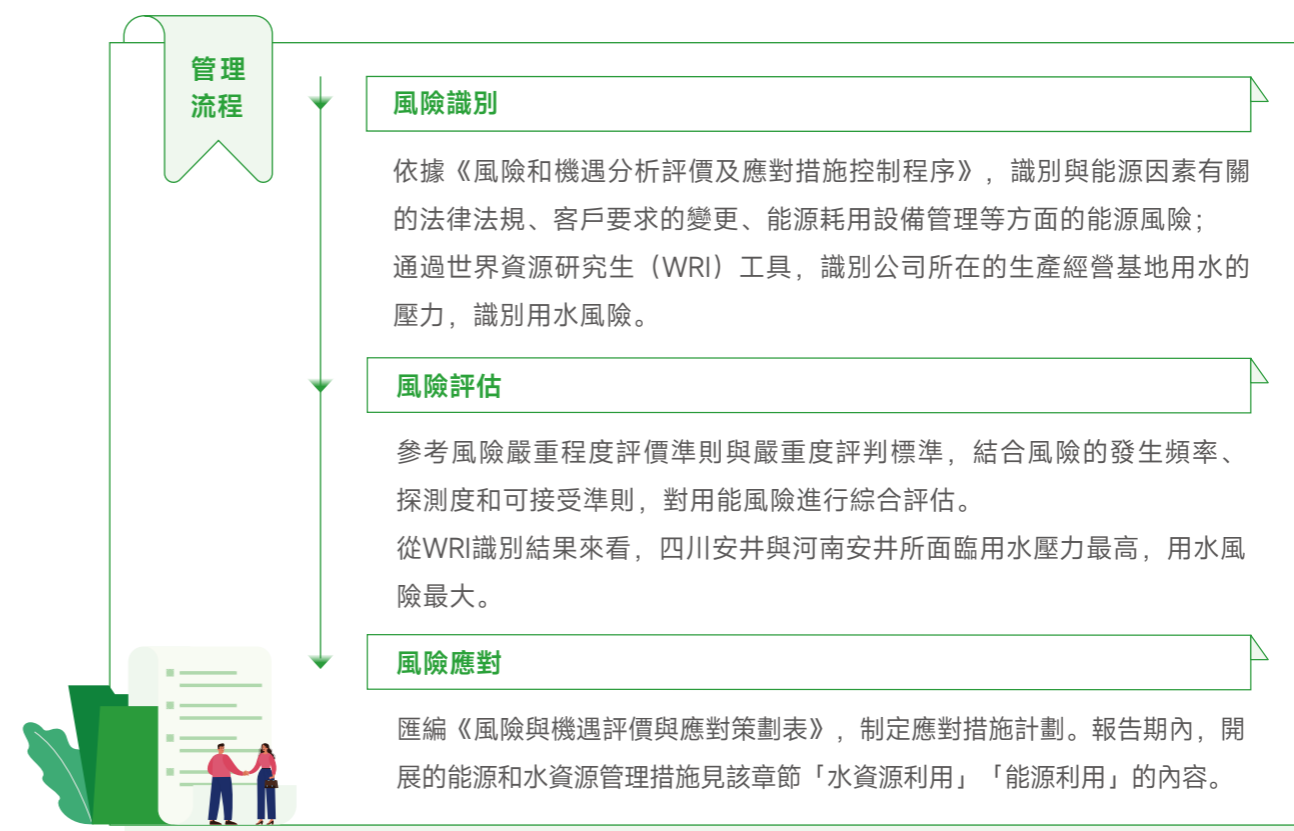 管理
流程
風險識別
依據《風險和機遇分析評價及應對措施控制程序》，識別與能源因素有關
的法律法規、客戶要求的變更、能源耗用設備管理等方面的能源風險；
通過世界資源研究生（WRI）工具，識別公司所在的生產經營基地用水的
壓力，識別用水風險。
風險評估
參考風險嚴重程度評價準則與嚴重度評判標準，結合風險的發生頻率、
探測度和可接受準則，對用能風險進行綜合評估。
從WRI識別結果來看，四川安井與河南安井所面臨用水壓力最高，用水風
險最大。
風險應對
匯編《風險與機遇評價與應對策劃表》，制定應對措施計劃。報告期內，開
展的能源和水資源管理措施見該章節「水資源利用」「能源利用」的內容。